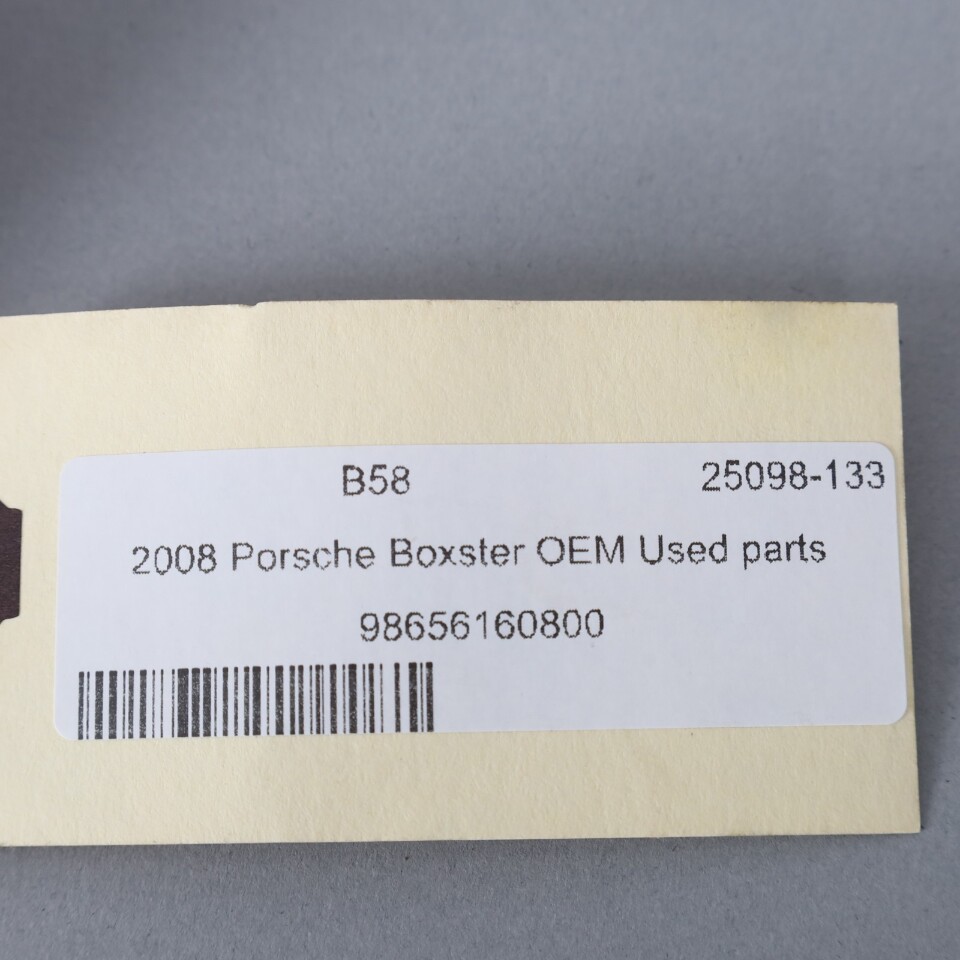 B58 25098-133
2008 Porsche Boxster OEM Used parts
98656160800